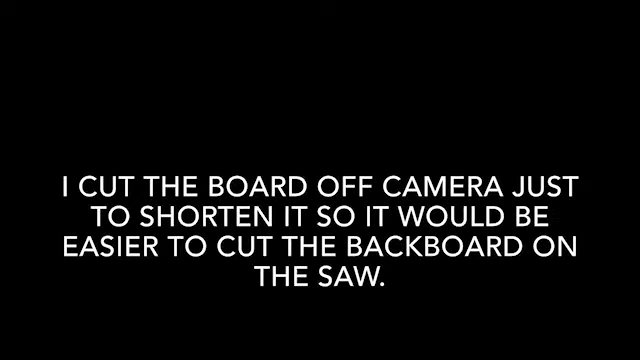 I CUT THE BOARD OFF CAMERA JUST
TO SHORTEN IT SO IT WOULD BE
EASIER TO CUT THE BACKBOARD ON
THE SAW.